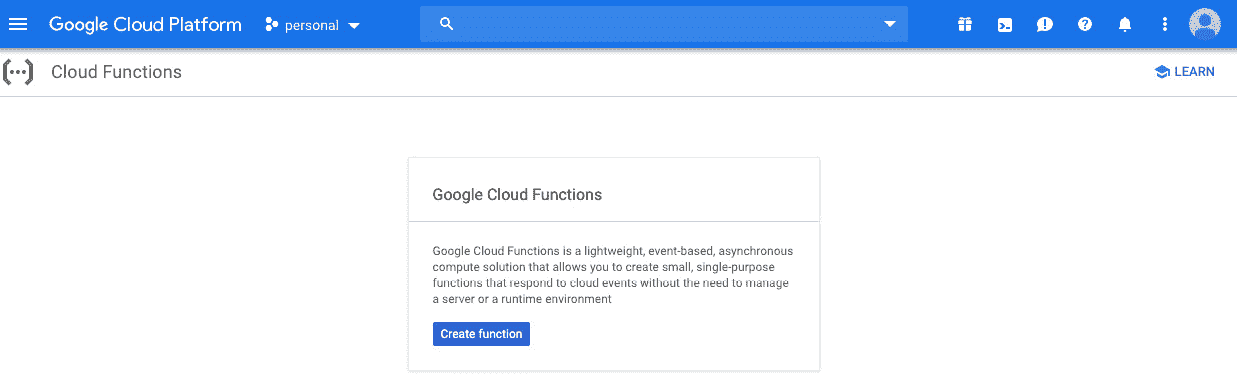 Google Cloud Platform
personal
Cloud Functions
LEARN
Google Cloud Functions
Google Cloud Functions is a lightweight, event-based, asynchronous
compute solution that allows you to create small, single-purpose
functions that respond to cloud events without the need to manage
a server or a runtime environment
Create function